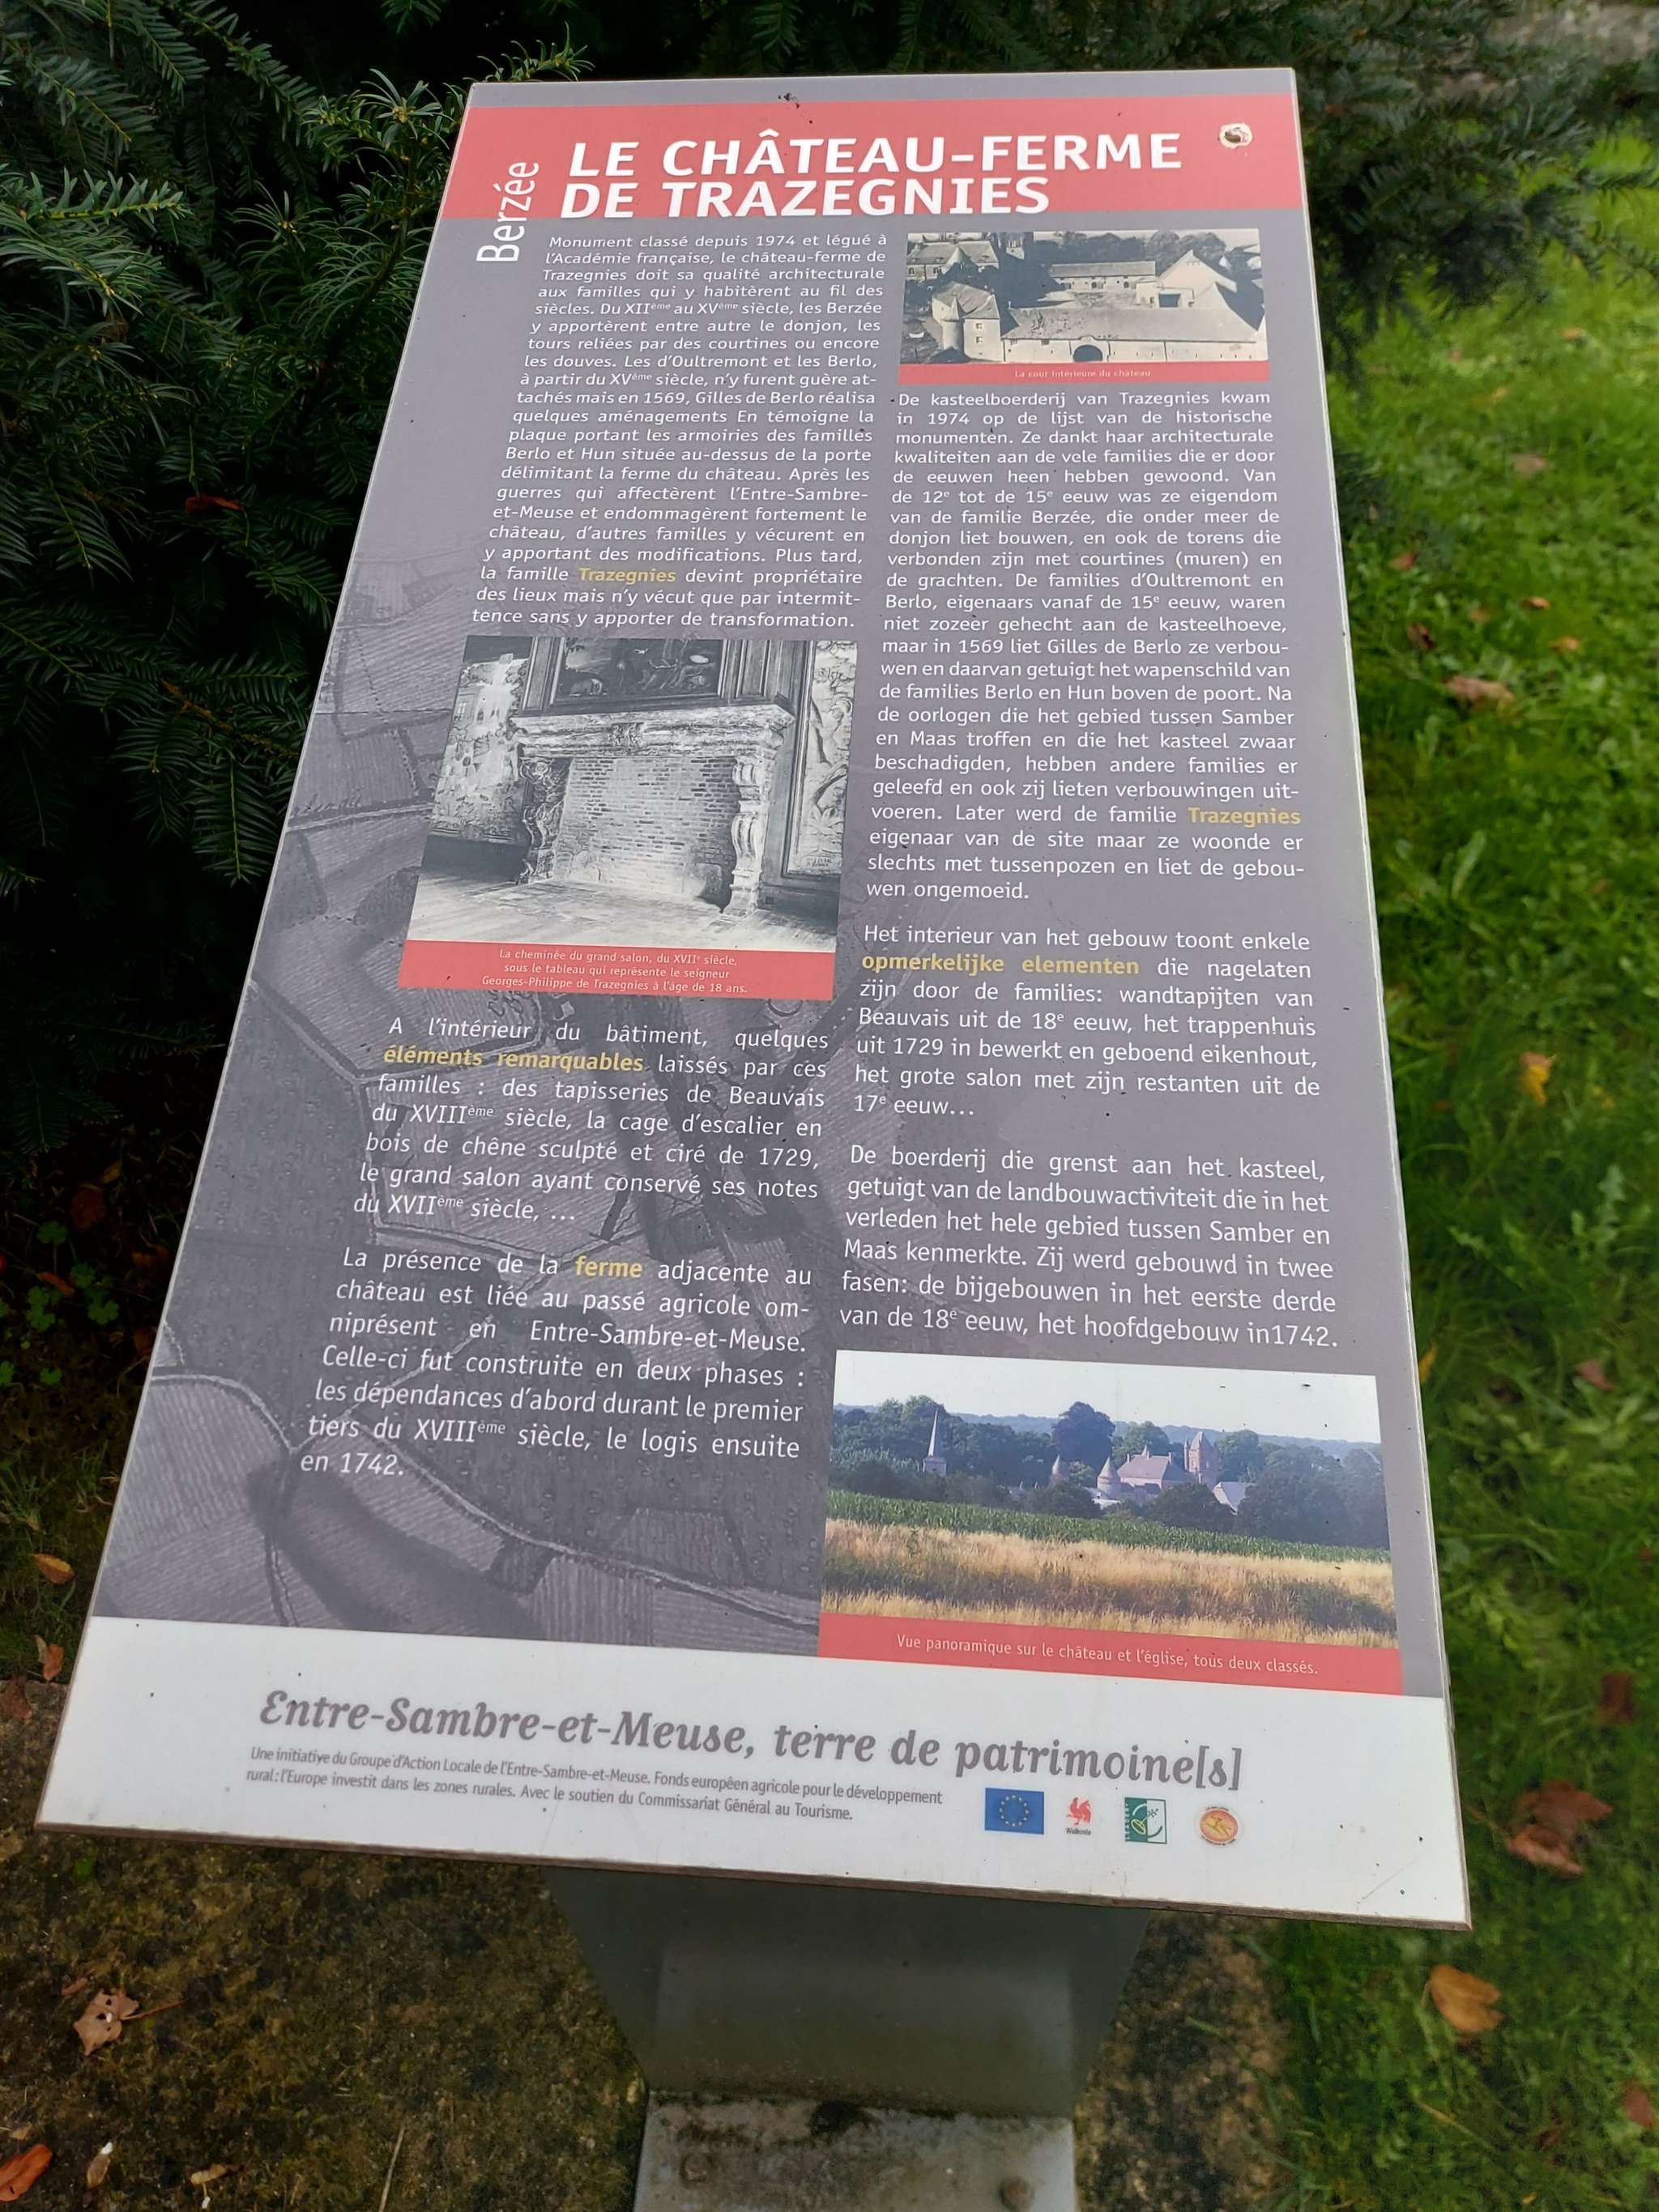 Berzée
LE CHÂTEAU-FERME
DE TRAZEGNIES
Monument classé depuis 1974 et légué à
l'Académie française, le château-ferme de
Trazegnies doit sa qualité architecturale
aux familles qui y habitèrent au fil des
siècles. Du XIIème au XVème siècle, les Berzée
y apportèrent entre autre le donjon, les
tours reliées par des courtines ou encore
les douves. Les d'Oultremont et les Berlo,
à partir du XVème siècle, n'y furent guère at-
tachés mais en 1569, Gilles de Berlo réalisa
quelques aménagements En témoigne la
plaque portant les armoiries des familles
Berlo et Hun située au-dessus de la porte
délimitant la ferme du château. Après les
guerres qui affectèrent l'Entre-Sambre-
et-Meuse et endommagèrent fortement le
château, d'autres familles y vécurent en
y apportant des modifications. Plus tard,
la famille Trazegnies devint propriétaire
des lieux mais n'y vécut que par intermit-
tence sans y apporter de transformation.
La cheminée du grand salon, du XVIIe siècle,
sous le tableau qui représente le seigneur
Georges-Philippe de Trazegnies à l'âge de 18 ans.
A l'intérieur du bâtiment, quelques
éléments remarquables laissés par ces
familles : des tapisseries de Beauvais
du XVIIIème siècle, la cage d'escalier en
bois de chêne sculpté et ciré de 1729,
le grand salon ayant conservé ses notes
du XVIIème siècle, ...
La présence de la ferme adjacente au
château est liée au passé agricole om-
niprésent en Entre-Sambre-et-Meuse.
Celle-ci fut construite en deux phases :
les dépendances d'abord durant le premier
tiers du XVIIIème siècle, le logis ensuite
en 1742.
La cour intérieure du château
De kasteelboerderij van Trazegnies kwam
in 1974 op de lijst van de historische
monumenten. Ze dankt haar architecturale
kwaliteiten aan de vele families die er door
de eeuwen heen hebben gewoond. Van
de 12e tot de 15e eeuw was ze eigendom
van de familie Berzée, die onder meer de
donjon liet bouwen, en ook de torens die
verbonden zijn met courtines (muren) en
de grachten. De families d'Oultremont en
Berlo, eigenaars vanaf de 15e eeuw, waren
niet zozeer gehecht aan de kasteelhoeve,
maar in 1569 liet Gilles de Berlo ze verbou-
wen en daarvan getuigt het wapenschild van
de families Berlo en Hun boven de poort. Na
de oorlogen die het gebied tussen Samber
en Maas troffen en die het kasteel zwaar
beschadigden, hebben andere families er
geleefd en ook zij lieten verbouwingen uit-
voeren. Later werd de familie Trazegnies
eigenaar van de site maar ze woonde er
slechts met tussenpozen en liet de gebou-
wen ongemoeid.
Het interieur van het gebouw toont enkele
opmerkelijke elementen die nagelaten
zijn door de families: wandtapijten van
Beauvais uit de 18e eeuw, het trappenhuis
uit 1729 in bewerkt en geboend eikenhout,
het grote salon met zijn restanten uit de
17e eeuw...
De boerderij die grenst aan het kasteel,
getuigt van de landbouwactiviteit die in het
verleden het hele gebied tussen Samber en
Maas kenmerkte. Zij werd gebouwd in twee
fasen: de bijgebouwen in het eerste derde
van de 18e eeuw, het hoofdgebouw in1742.
Vue panoramique sur le château et l'église, tous deux classés.
Entre-Sambre-et-Meuse, terre de patrimoine[s]
Une initiative du Groupe d'Action Locale de l'Entre-Sambre-et-Meuse. Fonds européen agricole pour le développement
rural : l'Europe investit dans les zones rurales. Avec le soutien du Commissariat Général au Tourisme.
Wallonie
LEADER